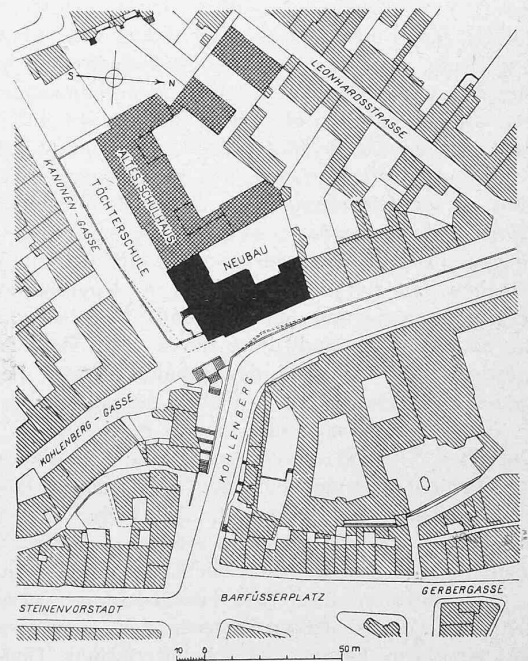 S N
LEONHARDSSTRASSE
KANONEN-GASSE
TÖCHTERSCHULE
ALTES SCHULHAUS
NEUBAU
KOHLENBERG-GASSE
KOHLENBERG
STEINENVORSTADT
BARFÜSSERPLATZ
GERBERGASSE
10 0 50 m